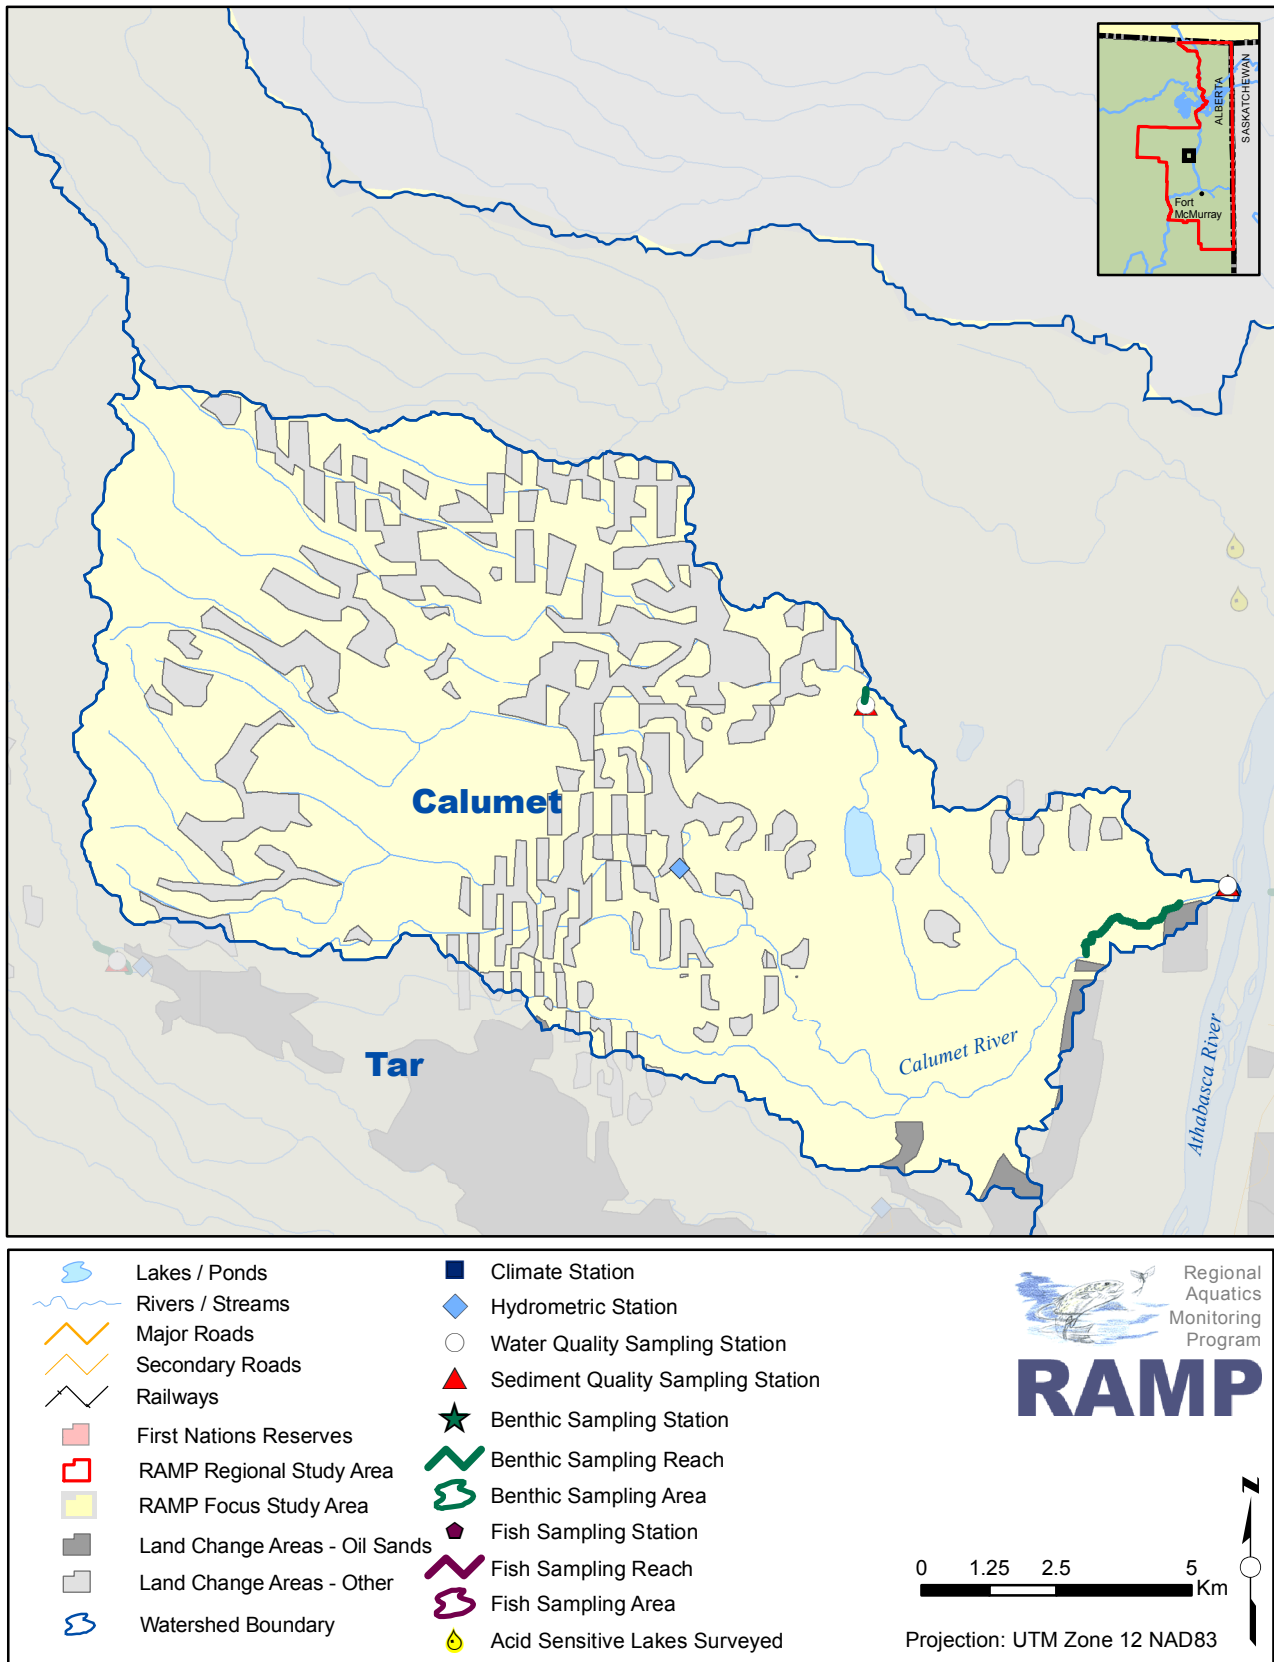 ALBERTA
SASKATCHEWAN
Fort
McMurray
Calumet
Tar
Calumet River
Athabasca River
Lakes / Ponds
Rivers / Streams
Major Roads
Secondary Roads
Railways
First Nations Reserves
RAMP Regional Study Area
RAMP Focus Study Area
Land Change Areas - Oil Sands
Land Change Areas - Other
Watershed Boundary
Climate Station
Hydrometric Station
Water Quality Sampling Station
Sediment Quality Sampling Station
Benthic Sampling Station
Benthic Sampling Reach
Benthic Sampling Area
Fish Sampling Station
Fish Sampling Reach
Fish Sampling Area
Acid Sensitive Lakes Surveyed
Regional
Aquatics
Monitoring
Program
RAMP
N
0 1.25 2.5 5
Km
Projection: UTM Zone 12 NAD83